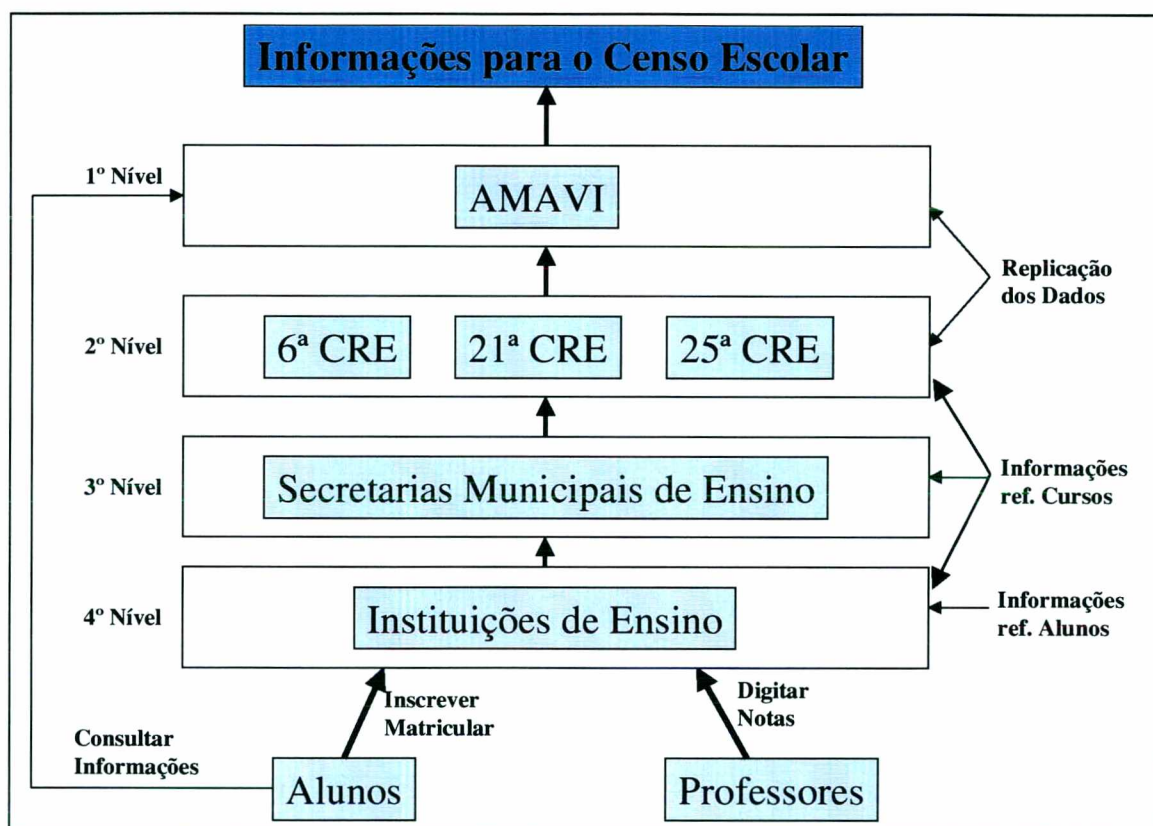 Informações para o Censo Escolar
1º Nível
AMAVI
Replicação
dos Dados
2º Nível
6ª CRE
21ª CRE
25ª CRE
3º Nível
Secretarias Municipais de Ensino
Informações
ref. Cursos
4º Nível
Instituições de Ensino
Informações
ref. Alunos
Inscrever
Matricular
Digitar
Notas
Consultar
Informações
Alunos
Professores